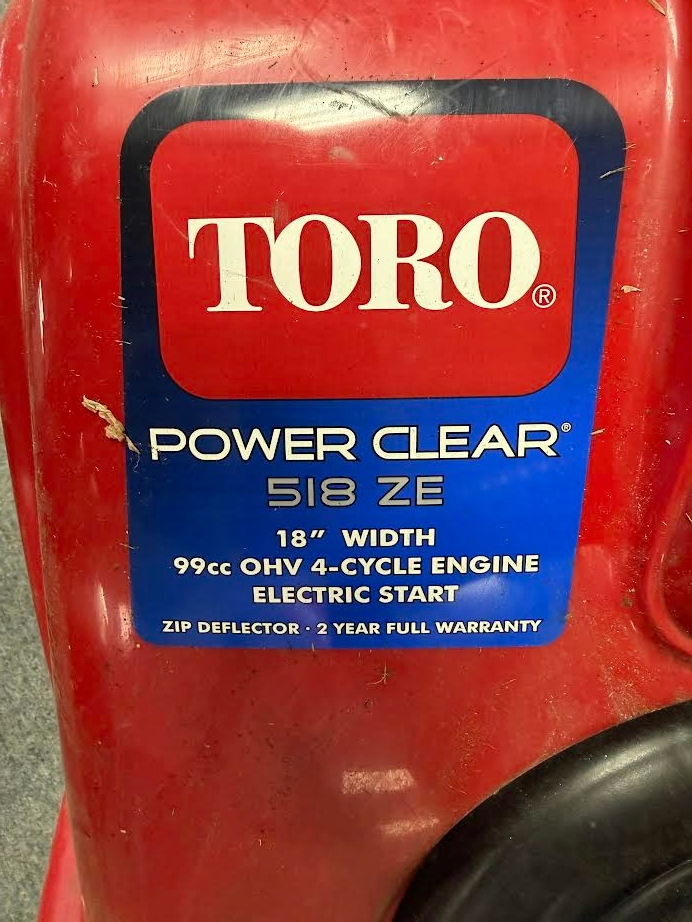 TORO®
POWER CLEAR®
518 ZE
18" WIDTH
99cc OHV 4-CYCLE ENGINE
ELECTRIC START
ZIP DEFLECTOR · 2 YEAR FULL WARRANTY